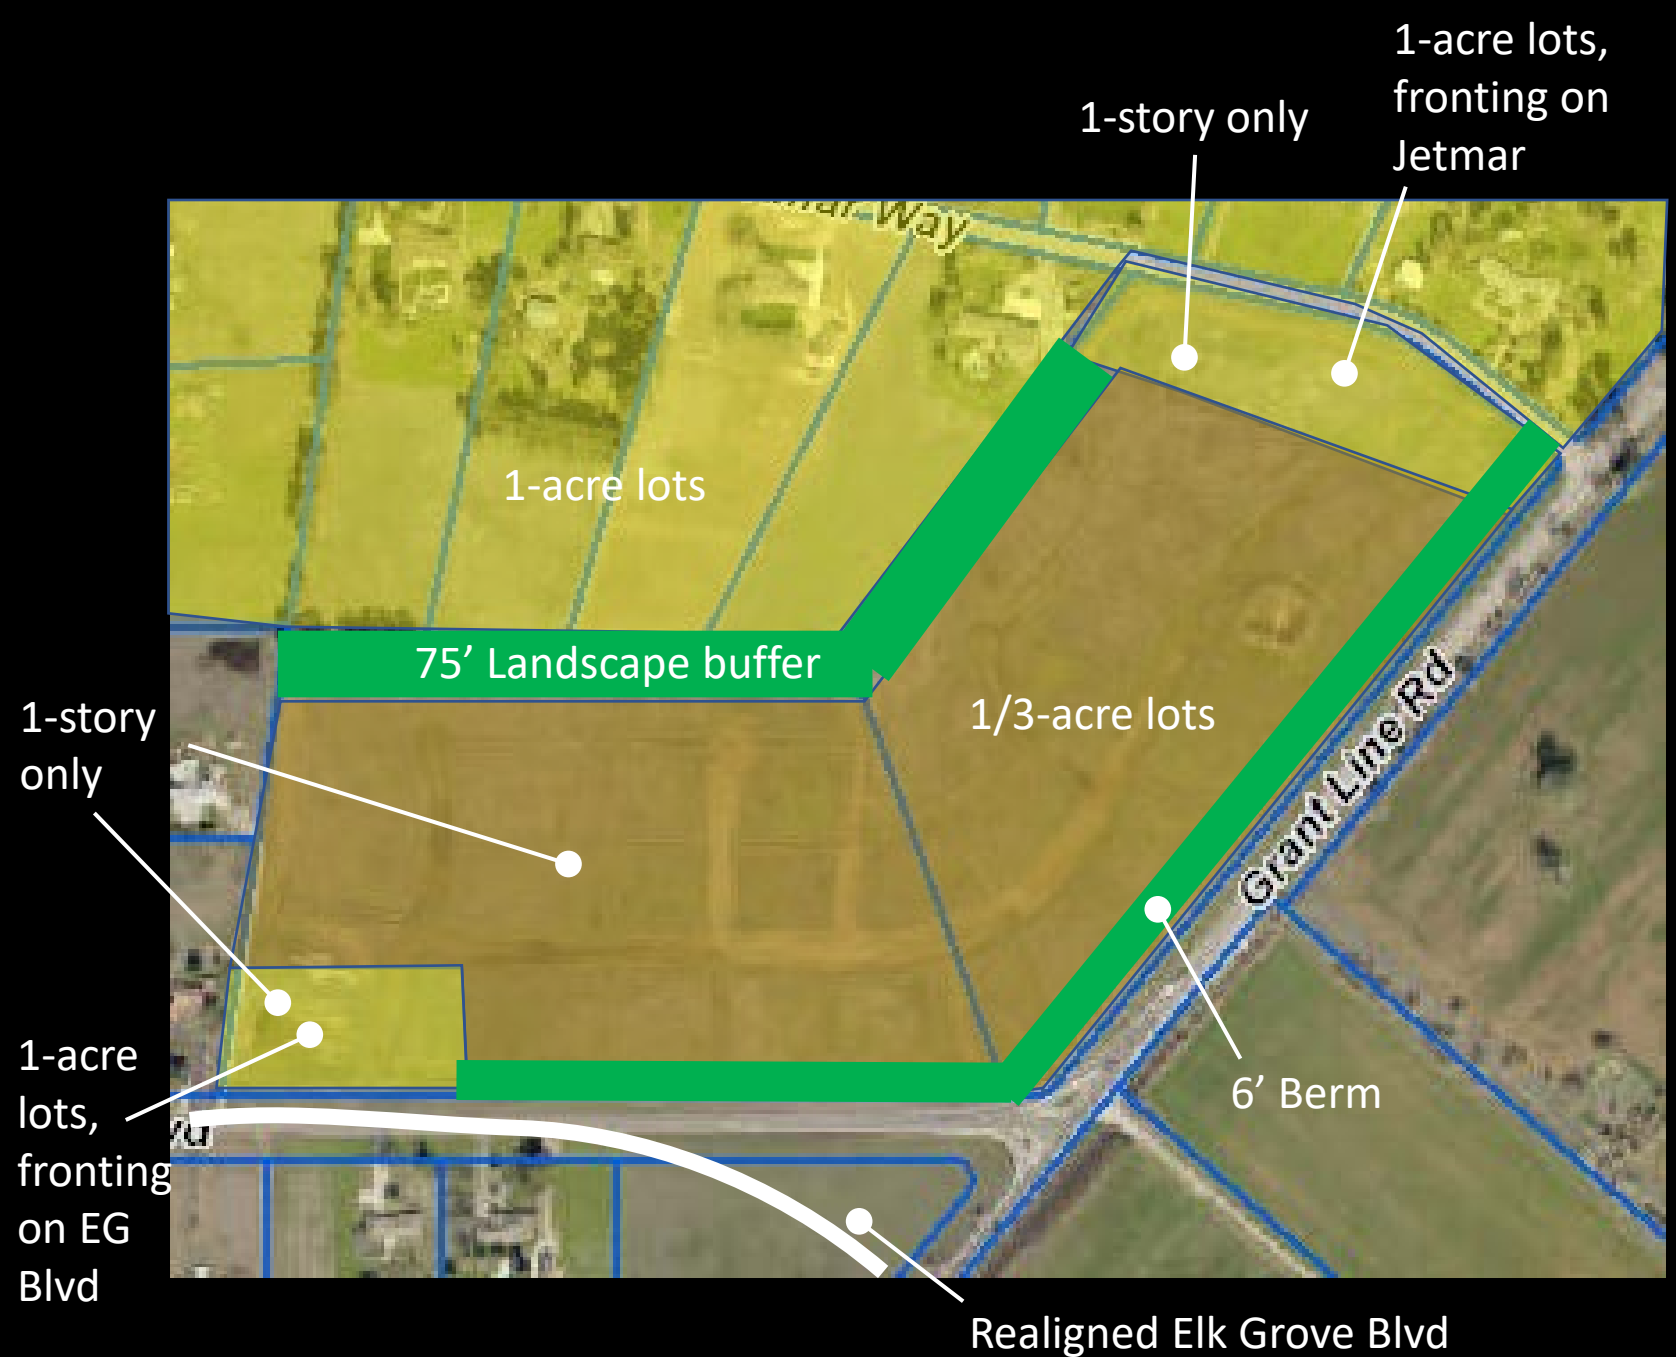 1-acre lots,
fronting on
Jetmar
1-story only
Way
1-acre lots
75’ Landscape buffer
1-story
only
1/3-acre lots
Grant Line Rd
1-acre
lots,
fronting
on EG
Blvd
6’ Berm
Realigned Elk Grove Blvd